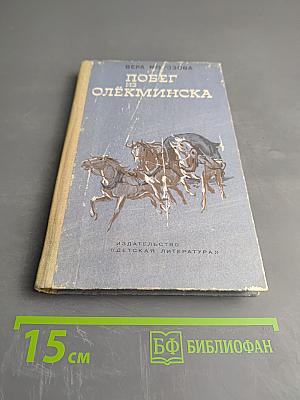 ВЕРА
ПОБЕГ
ИЗ
ОЛЁКМИНСКА
ИЗДАТЕЛЬСТВО
«ДЕТСКАЯ ЛИТЕРАТУРА»
15 см
БФ БИБЛИОФАН